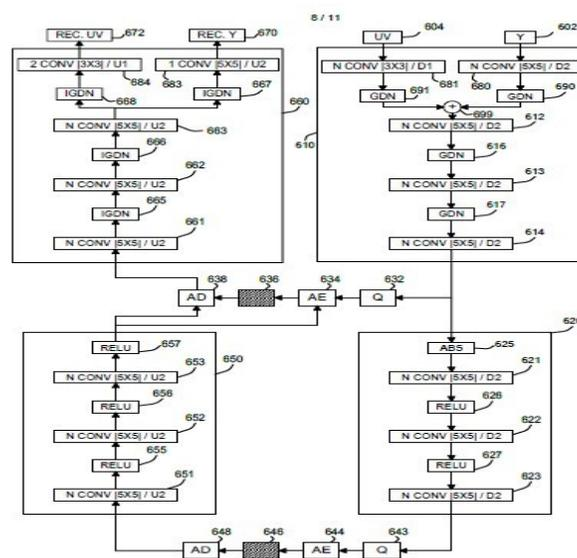 8 / 11
REC. UV 672 REC. Y 670
2 CONV |3X3| / U1 1 CONV |5X5| / U2
684 683
IGDN 668 IGDN 667
N CONV |5X5| / U2 663
660
IGDN 666
N CONV |5X5| / U2 662
IGDN 665
N CONV |5X5| / U2 661
UV 604 Y 602
N CONV |3X3| / D1 N CONV |5X5| / D2
681 680
GDN 691 GDN 690
+ 699
N CONV |5X5| / D2 612
610
GDN 616
N CONV |5X5| / D2 613
GDN 617
N CONV |5X5| / D2 614
AD 638 636 AE 634 Q 632
RELU 657
650
N CONV |5X5| / U2 653
RELU 656
N CONV |5X5| / U2 652
RELU 655
N CONV |5X5| / U2 651
ABS 625
N CONV |5X5| / D2 621
RELU 626
N CONV |5X5| / D2 622
RELU 627
N CONV |5X5| / D2 623
AD 648 646 AE 644 Q 643